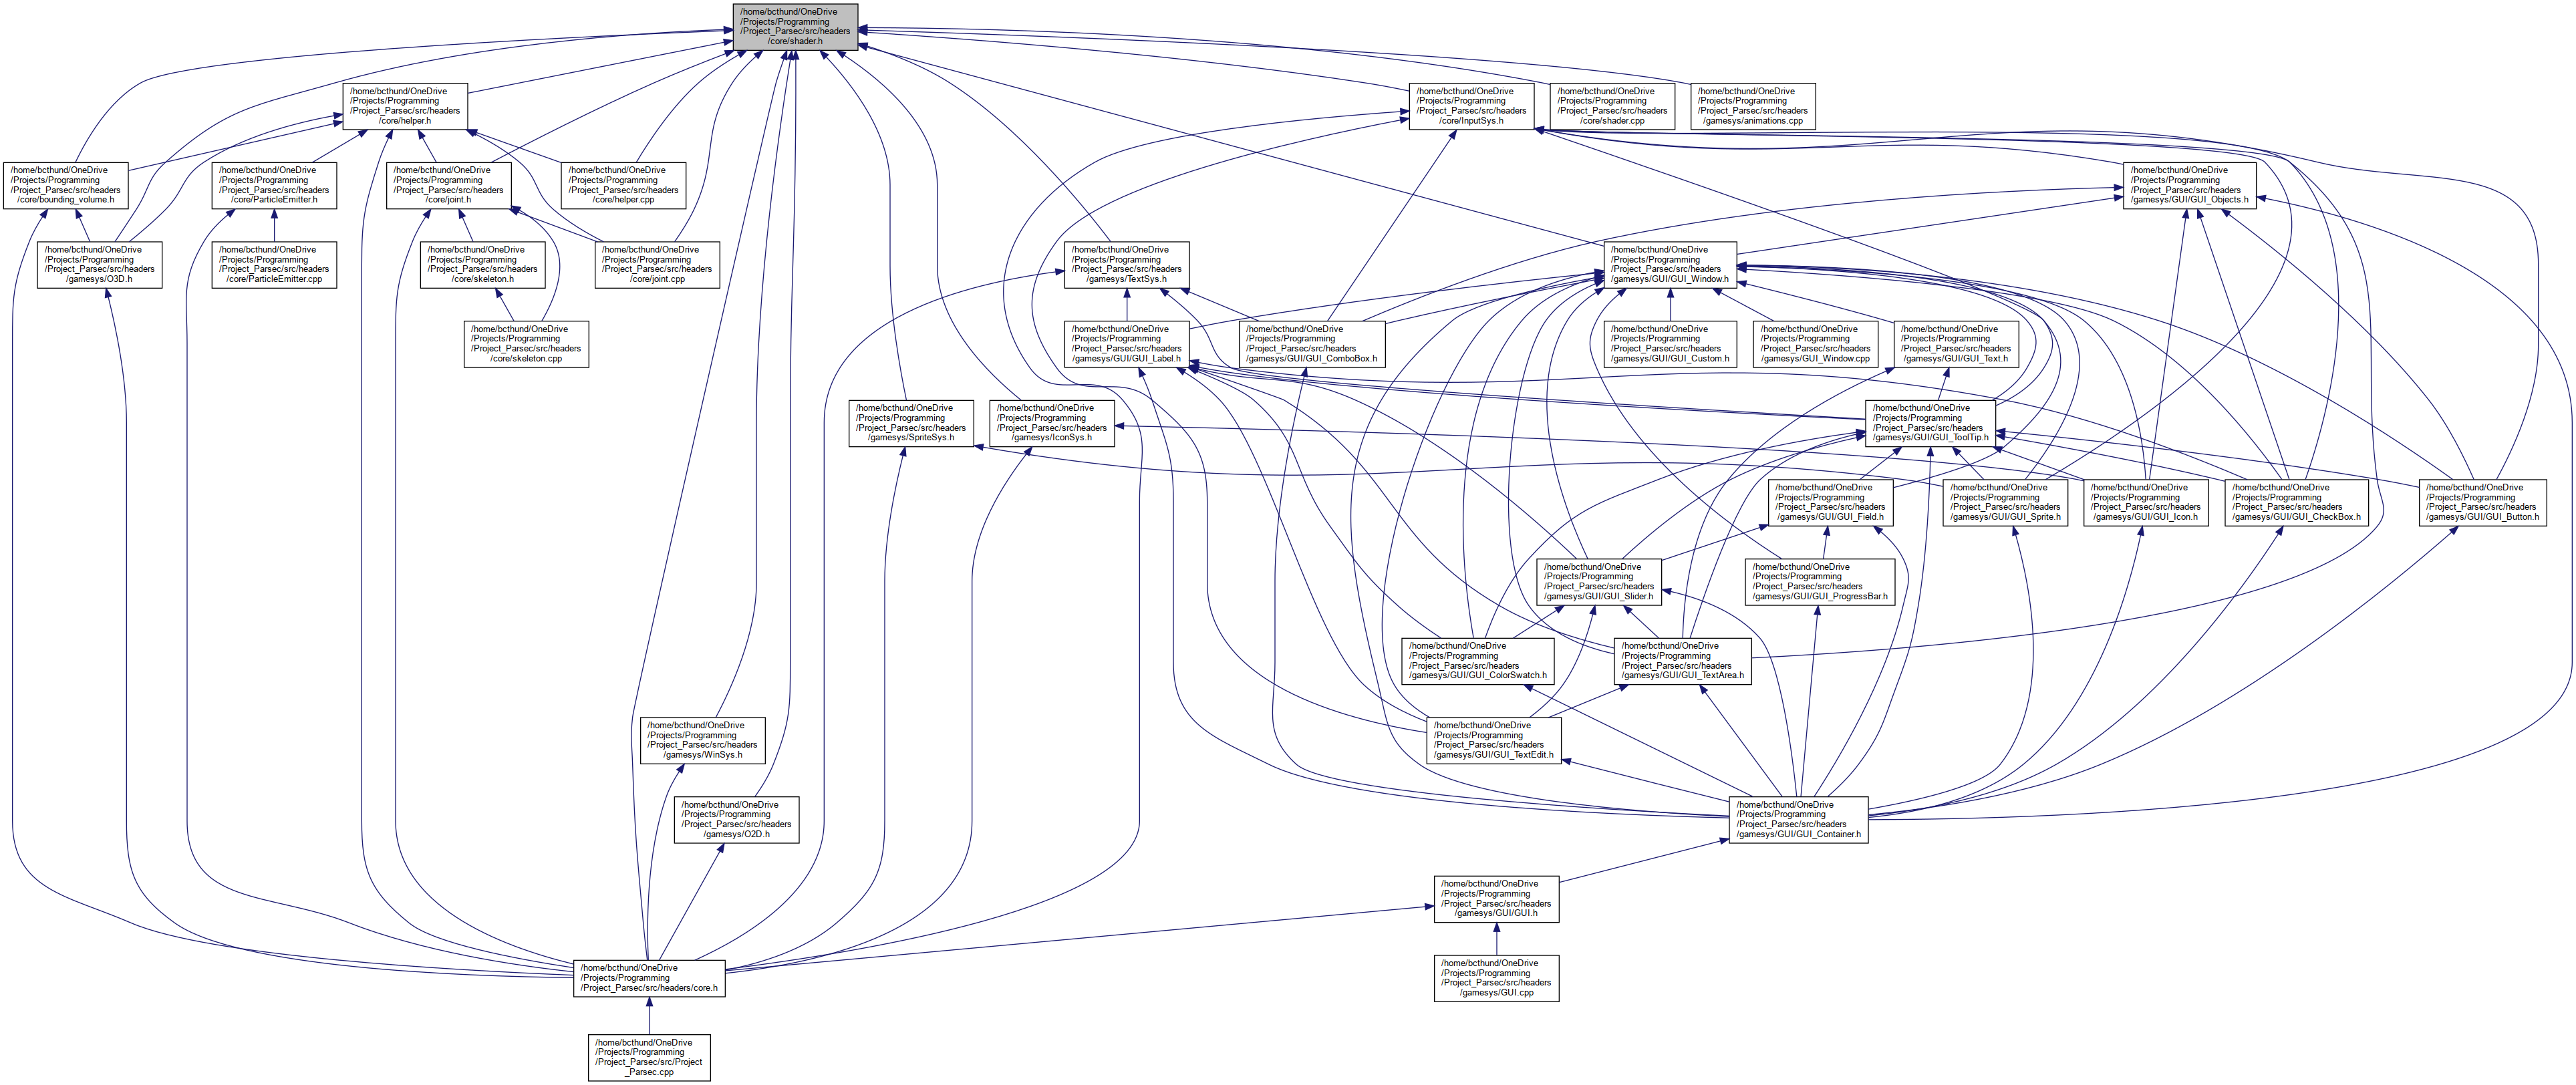 /home/bcthund/OneDrive
/Projects/Programming
/Project_Parsec/src/headers
/core/shader.h
/home/bcthund/OneDrive
/Projects/Programming
/Project_Parsec/src/headers
/core/helper.h
/home/bcthund/OneDrive
/Projects/Programming
/Project_Parsec/src/headers
/core/InputSys.h
/home/bcthund/OneDrive
/Projects/Programming
/Project_Parsec/src/headers
/core/shader.cpp
/home/bcthund/OneDrive
/Projects/Programming
/Project_Parsec/src/headers
/gamesys/animations.cpp
/home/bcthund/OneDrive
/Projects/Programming
/Project_Parsec/src/headers
/core/bounding_volume.h
/home/bcthund/OneDrive
/Projects/Programming
/Project_Parsec/src/headers
/core/ParticleEmitter.h
/home/bcthund/OneDrive
/Projects/Programming
/Project_Parsec/src/headers
/core/joint.h
/home/bcthund/OneDrive
/Projects/Programming
/Project_Parsec/src/headers
/core/helper.cpp
/home/bcthund/OneDrive
/Projects/Programming
/Project_Parsec/src/headers
/gamesys/GUI/GUI_Objects.h
/home/bcthund/OneDrive
/Projects/Programming
/Project_Parsec/src/headers
/gamesys/O3D.h
/home/bcthund/OneDrive
/Projects/Programming
/Project_Parsec/src/headers
/core/ParticleEmitter.cpp
/home/bcthund/OneDrive
/Projects/Programming
/Project_Parsec/src/headers
/core/skeleton.h
/home/bcthund/OneDrive
/Projects/Programming
/Project_Parsec/src/headers
/core/joint.cpp
/home/bcthund/OneDrive
/Projects/Programming
/Project_Parsec/src/headers
/gamesys/TextSys.h
/home/bcthund/OneDrive
/Projects/Programming
/Project_Parsec/src/headers
/gamesys/GUI/GUI_Window.h
/home/bcthund/OneDrive
/Projects/Programming
/Project_Parsec/src/headers
/core/skeleton.cpp
/home/bcthund/OneDrive
/Projects/Programming
/Project_Parsec/src/headers
/gamesys/GUI/GUI_Label.h
/home/bcthund/OneDrive
/Projects/Programming
/Project_Parsec/src/headers
/gamesys/GUI/GUI_ComboBox.h
/home/bcthund/OneDrive
/Projects/Programming
/Project_Parsec/src/headers
/gamesys/GUI/GUI_Custom.h
/home/bcthund/OneDrive
/Projects/Programming
/Project_Parsec/src/headers
/gamesys/GUI_Window.cpp
/home/bcthund/OneDrive
/Projects/Programming
/Project_Parsec/src/headers
/gamesys/GUI/GUI_Text.h
/home/bcthund/OneDrive
/Projects/Programming
/Project_Parsec/src/headers
/gamesys/SpriteSys.h
/home/bcthund/OneDrive
/Projects/Programming
/Project_Parsec/src/headers
/gamesys/IconSys.h
/home/bcthund/OneDrive
/Projects/Programming
/Project_Parsec/src/headers
/gamesys/GUI/GUI_ToolTip.h
/home/bcthund/OneDrive
/Projects/Programming
/Project_Parsec/src/headers
/gamesys/GUI/GUI_Field.h
/home/bcthund/OneDrive
/Projects/Programming
/Project_Parsec/src/headers
/gamesys/GUI/GUI_Sprite.h
/home/bcthund/OneDrive
/Projects/Programming
/Project_Parsec/src/headers
/gamesys/GUI/GUI_Icon.h
/home/bcthund/OneDrive
/Projects/Programming
/Project_Parsec/src/headers
/gamesys/GUI/GUI_CheckBox.h
/home/bcthund/OneDrive
/Projects/Programming
/Project_Parsec/src/headers
/gamesys/GUI/GUI_Button.h
/home/bcthund/OneDrive
/Projects/Programming
/Project_Parsec/src/headers
/gamesys/GUI/GUI_Slider.h
/home/bcthund/OneDrive
/Projects/Programming
/Project_Parsec/src/headers
/gamesys/GUI/GUI_ProgressBar.h
/home/bcthund/OneDrive
/Projects/Programming
/Project_Parsec/src/headers
/gamesys/GUI/GUI_ColorSwatch.h
/home/bcthund/OneDrive
/Projects/Programming
/Project_Parsec/src/headers
/gamesys/GUI/GUI_TextArea.h
/home/bcthund/OneDrive
/Projects/Programming
/Project_Parsec/src/headers
/gamesys/WinSys.h
/home/bcthund/OneDrive
/Projects/Programming
/Project_Parsec/src/headers
/gamesys/GUI/GUI_TextEdit.h
/home/bcthund/OneDrive
/Projects/Programming
/Project_Parsec/src/headers
/gamesys/O2D.h
/home/bcthund/OneDrive
/Projects/Programming
/Project_Parsec/src/headers
/gamesys/GUI/GUI_Container.h
/home/bcthund/OneDrive
/Projects/Programming
/Project_Parsec/src/headers
/gamesys/GUI/GUI.h
/home/bcthund/OneDrive
/Projects/Programming
/Project_Parsec/src/headers/core.h
/home/bcthund/OneDrive
/Projects/Programming
/Project_Parsec/src/headers
/gamesys/GUI.cpp
/home/bcthund/OneDrive
/Projects/Programming
/Project_Parsec/src/Project
_Parsec.cpp